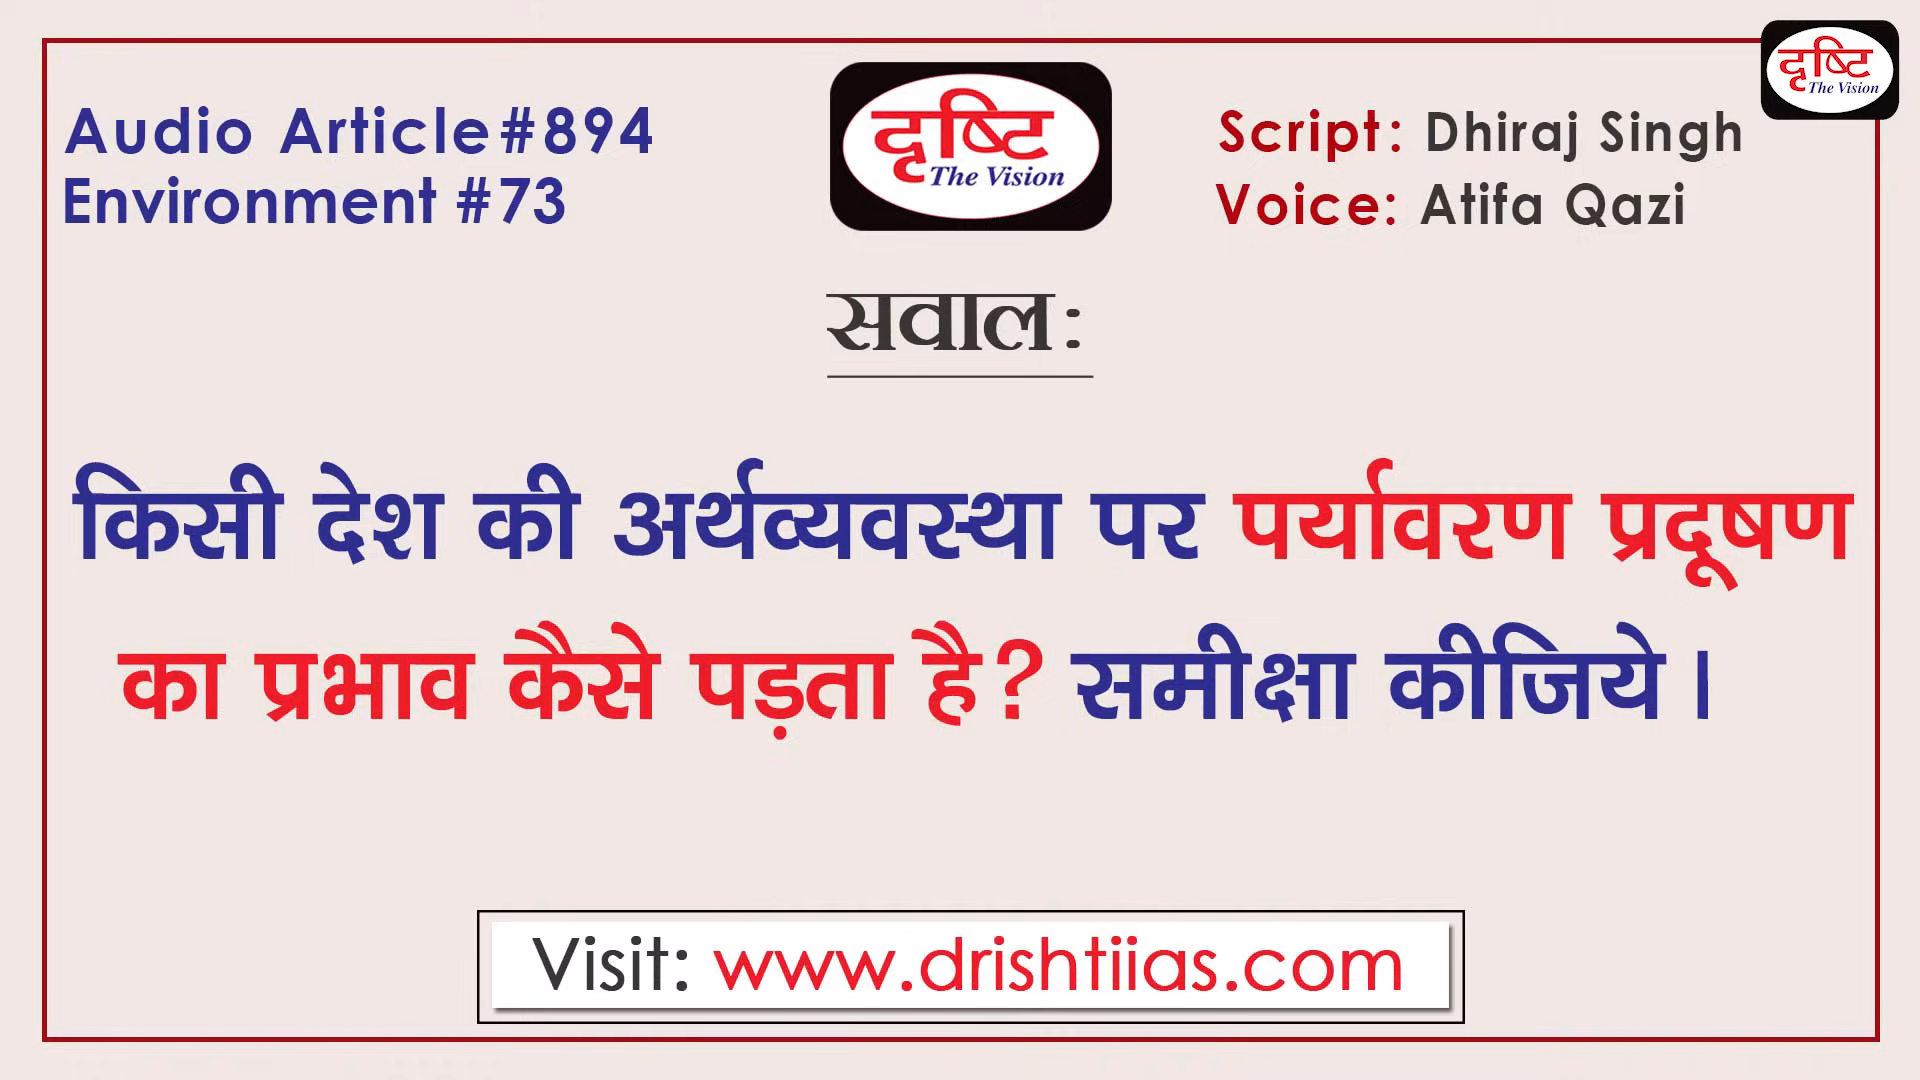 Audio Article #894
Environment #73
दृष्टि
The Vision
Script: Dhiraj Singh
Voice: Atifa Qazi
दृष्टि
The Vision
सवाल:
किसी देश की अर्थव्यवस्था पर पर्यावरण प्रदूषण
का प्रभाव कैसे पड़ता है? समीक्षा कीजिये।
Visit: www.drishtiias.com